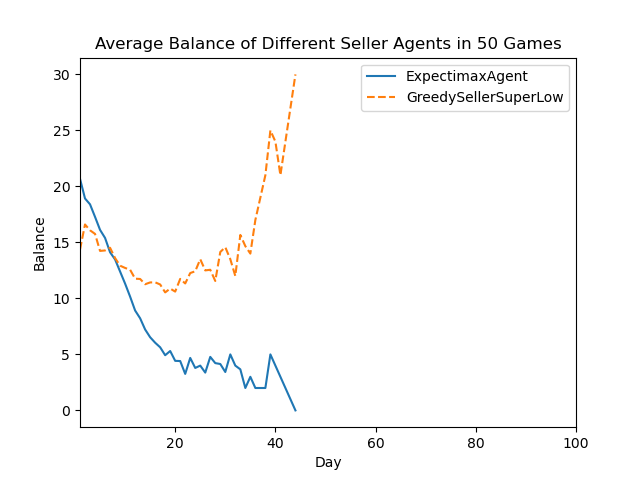 Average Balance of Different Seller Agents in 50 Games
ExpectimaxAgent
GreedySellerSuperLow
Balance
30
25
20
15
10
5
0
20
40
60
80
100
Day